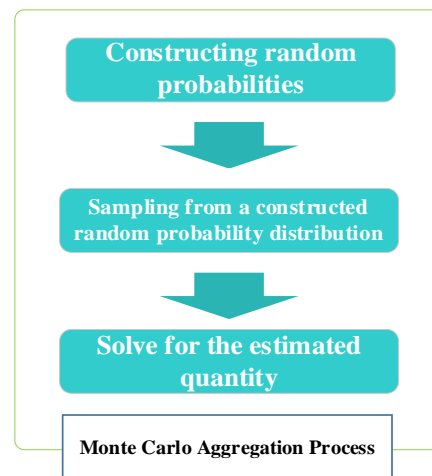 Constructing random
probabilities
Sampling from a constructed
random probability distribution
Solve for the estimated
quantity
Monte Carlo Aggregation Process